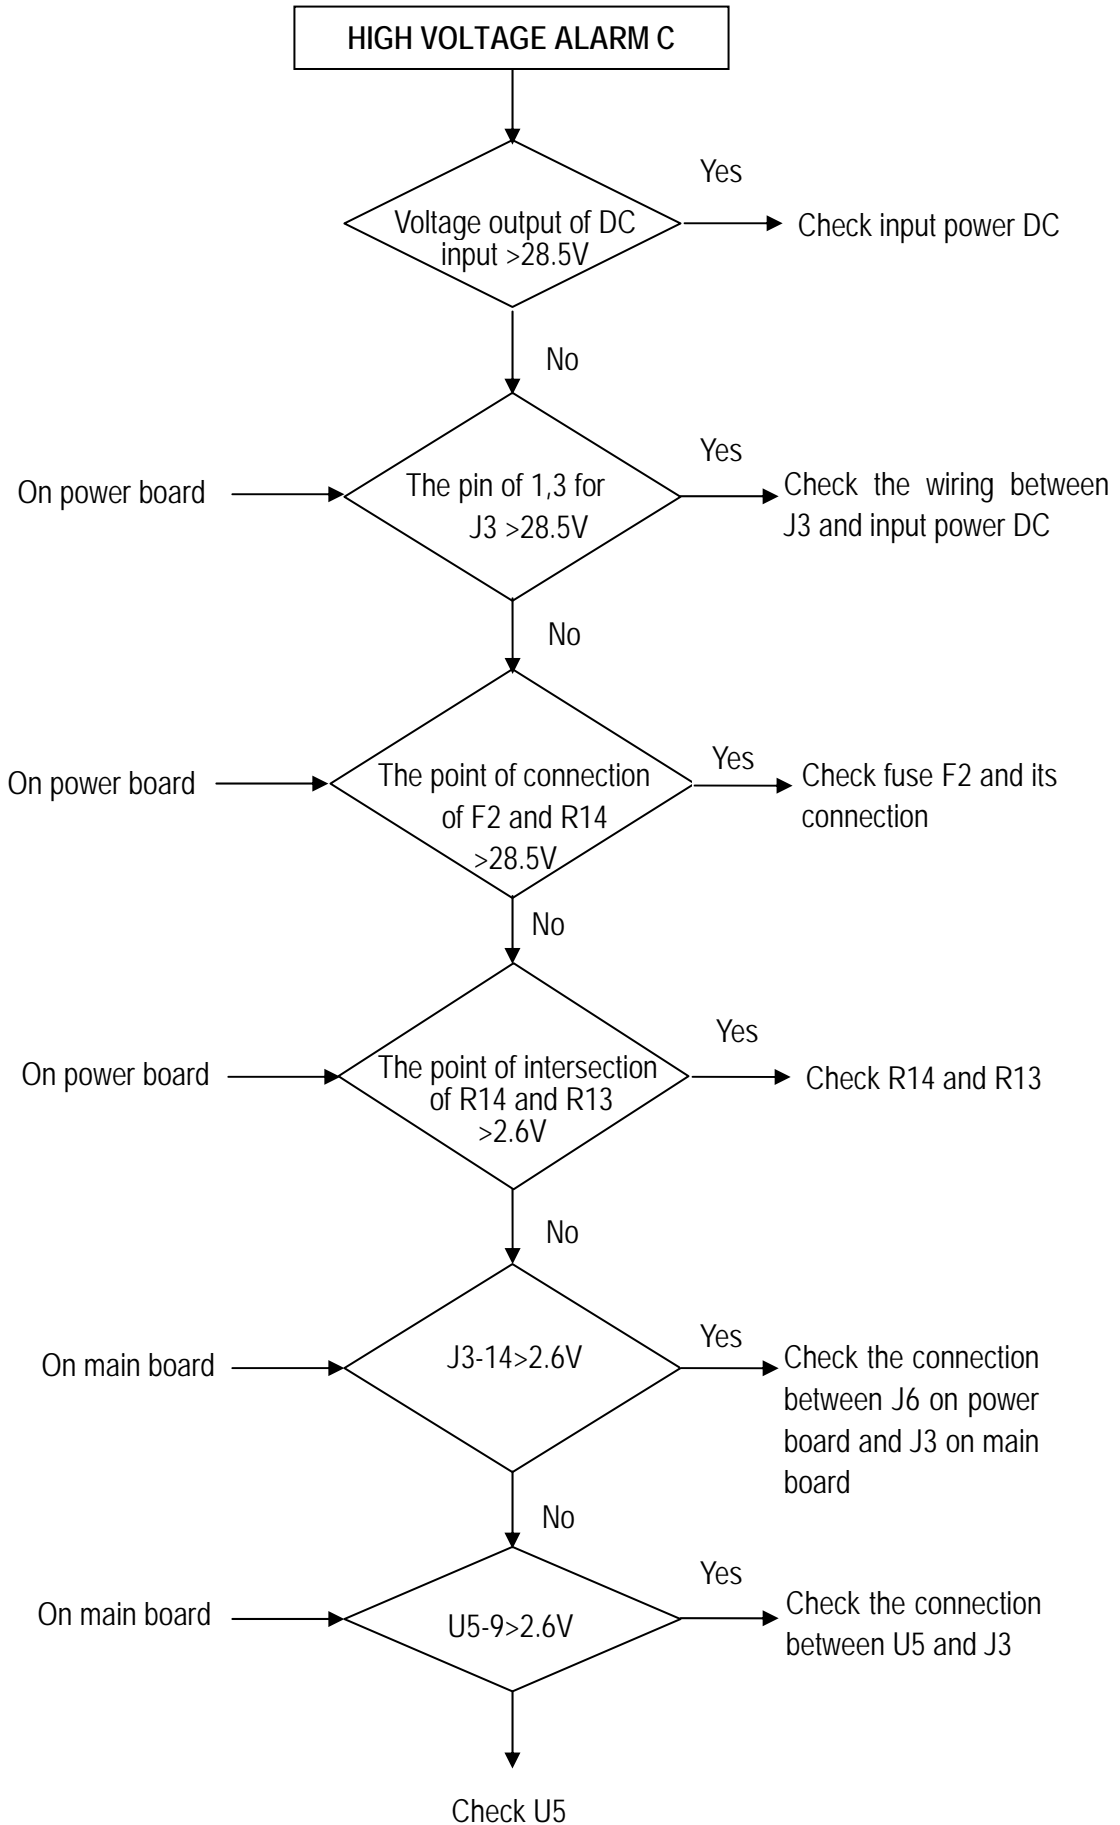 HIGH VOLTAGE ALARM C
Yes
Voltage output of DC
input >28.5V
Check input power DC
No
On power board
The pin of 1,3 for
J3 >28.5V
Yes
Check the wiring between
J3 and input power DC
No
On power board
The point of connection
of F2 and R14
>28.5V
Yes
Check fuse F2 and its
connection
No
On power board
The point of intersection
of R14 and R13
>2.6V
Yes
Check R14 and R13
No
On main board
J3-14>2.6V
Yes
Check the connection
between J6 on power
board and J3 on main
board
No
On main board
U5-9>2.6V
Yes
Check the connection
between U5 and J3
Check U5